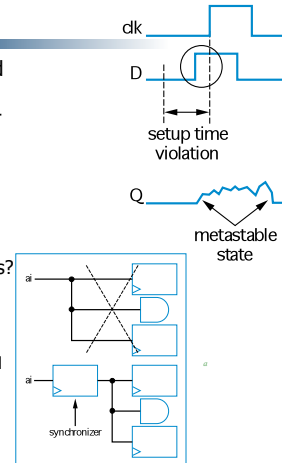 clk
D
setup time
violation
Q
metastable
state
s?
ai
ai
synchronizer